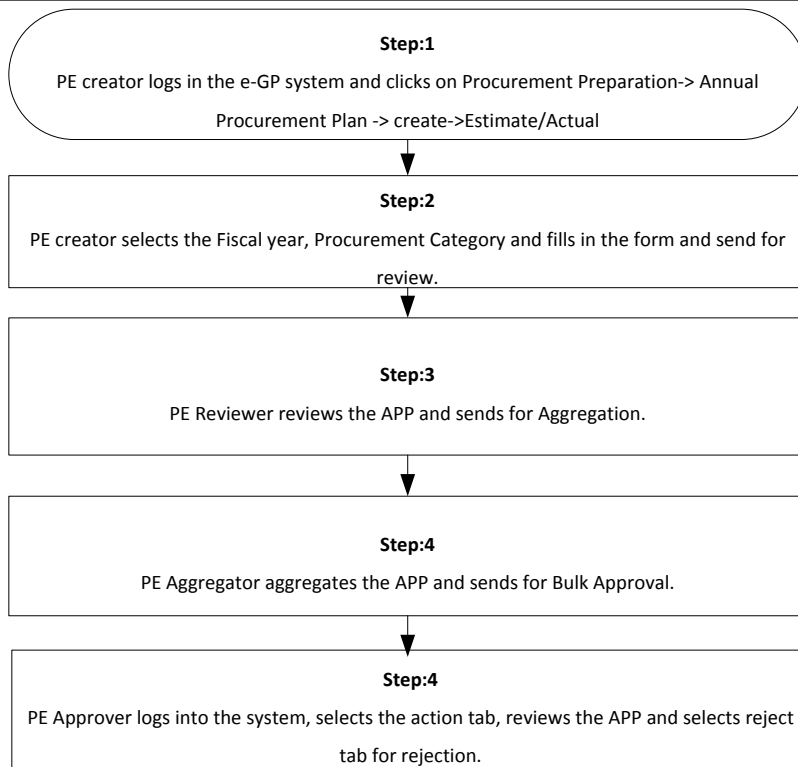 Step:1
PE creator logs in the e-GP system and clicks on Procurement Preparation-> Annual
Procurement Plan -> create->Estimate/Actual
Step:2
PE creator selects the Fiscal year, Procurement Category and fills in the form and send for
review.
Step:3
PE Reviewer reviews the APP and sends for Aggregation.
Step:4
PE Aggregator aggregates the APP and sends for Bulk Approval.
Step:4
PE Approver logs into the system, selects the action tab, reviews the APP and selects reject
tab for rejection.